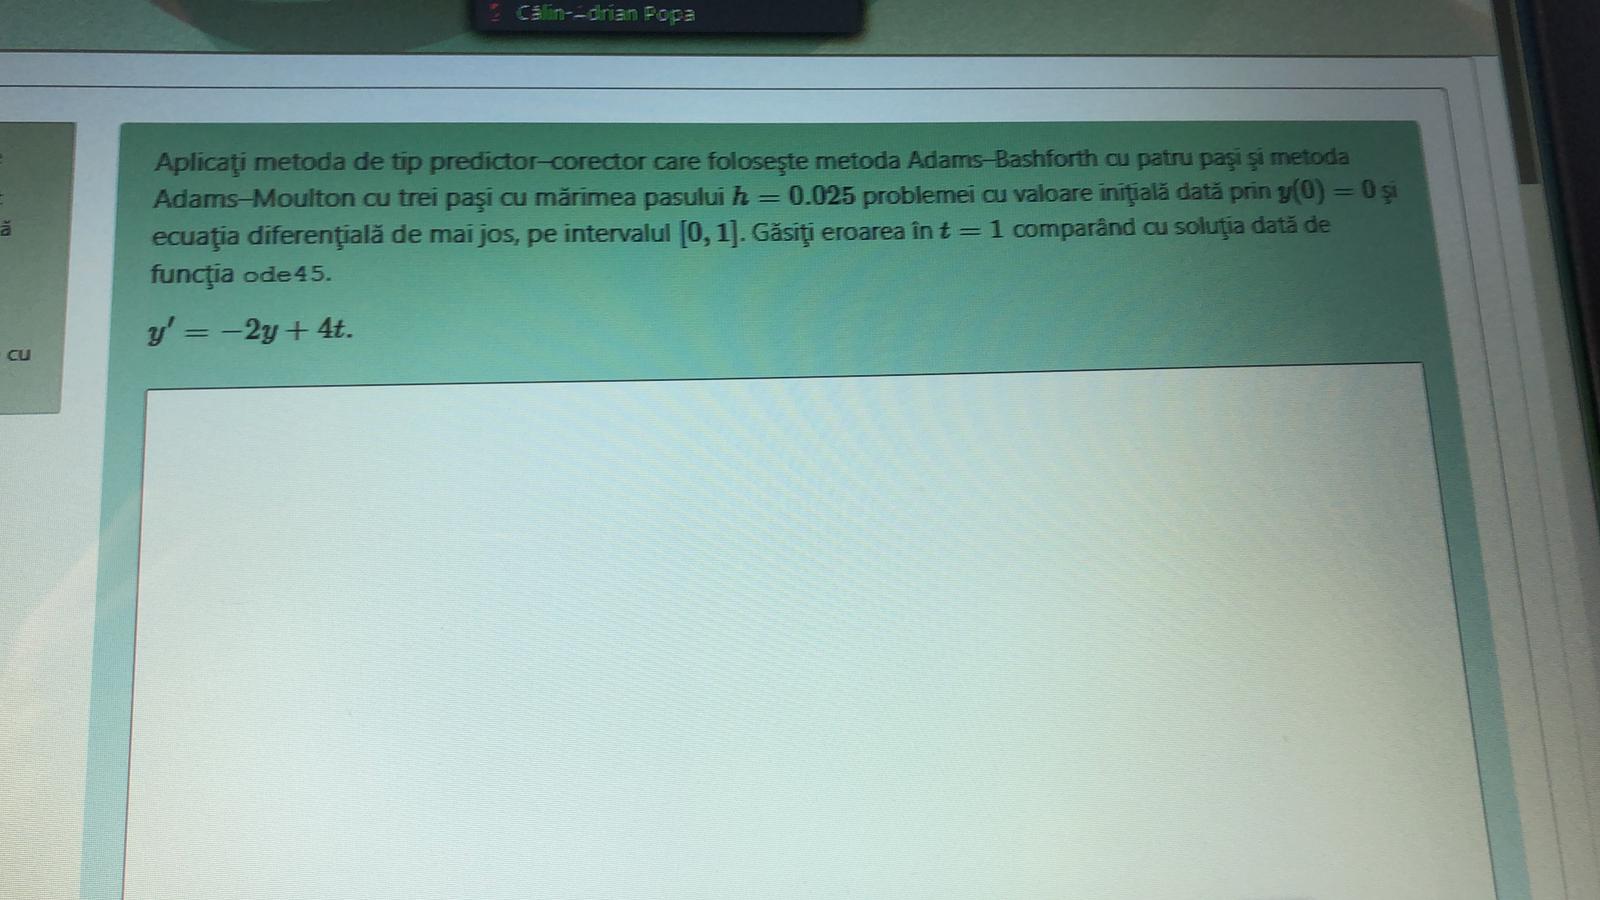 Popa
Aplicaţi metoda de tip predictor–corector care foloseşte metoda Adams–Bashforth cu patru paşi şi metoda
Adams–Moulton cu trei paşi cu mărimea pasului h = 0.025 problemei cu valoare iniţială dată prin y(0) = 0 şi
ă
ecuaţia diferenţială de mai jos, pe intervalul [0, 1]. Găsiţi eroarea în t = 1 comparând cu soluţia dată de
funcţia ode45.
y' = −2y + 4t.
cu